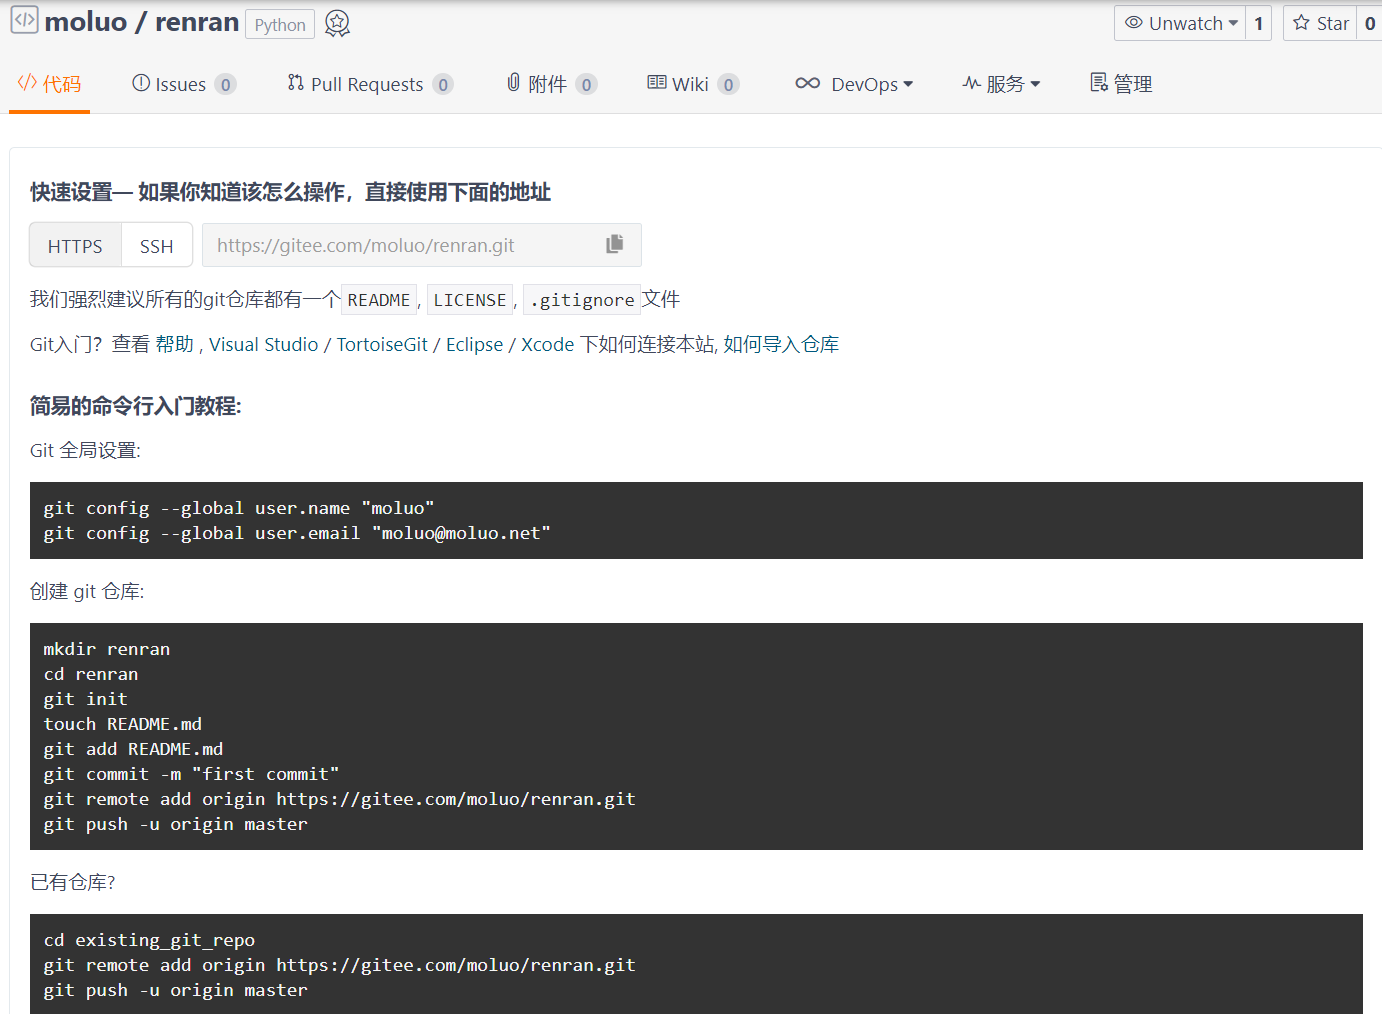 moluo / renran Python Unwatch 1 Star 0
代码 Issues 0 Pull Requests 0 附件 0 Wiki 0 DevOps 服务 管理
快速设置— 如果你知道该怎么操作，直接使用下面的地址
HTTPS SSH https://gitee.com/moluo/renran.git
我们强烈建议所有的git仓库都有一个 README, LICENSE, .gitignore 文件
Git入门？查看 帮助 , Visual Studio / TortoiseGit / Eclipse / Xcode 下如何连接本站, 如何导入仓库
简易的命令行入门教程:
Git 全局设置:
git config --global user.name "moluo"
git config --global user.email "moluo@moluo.net"
创建 git 仓库:
mkdir renran
cd renran
git init
touch README.md
git add README.md
git commit -m "first commit"
git remote add origin https://gitee.com/moluo/renran.git
git push -u origin master
已有仓库?
cd existing_git_repo
git remote add origin https://gitee.com/moluo/renran.git
git push -u origin master